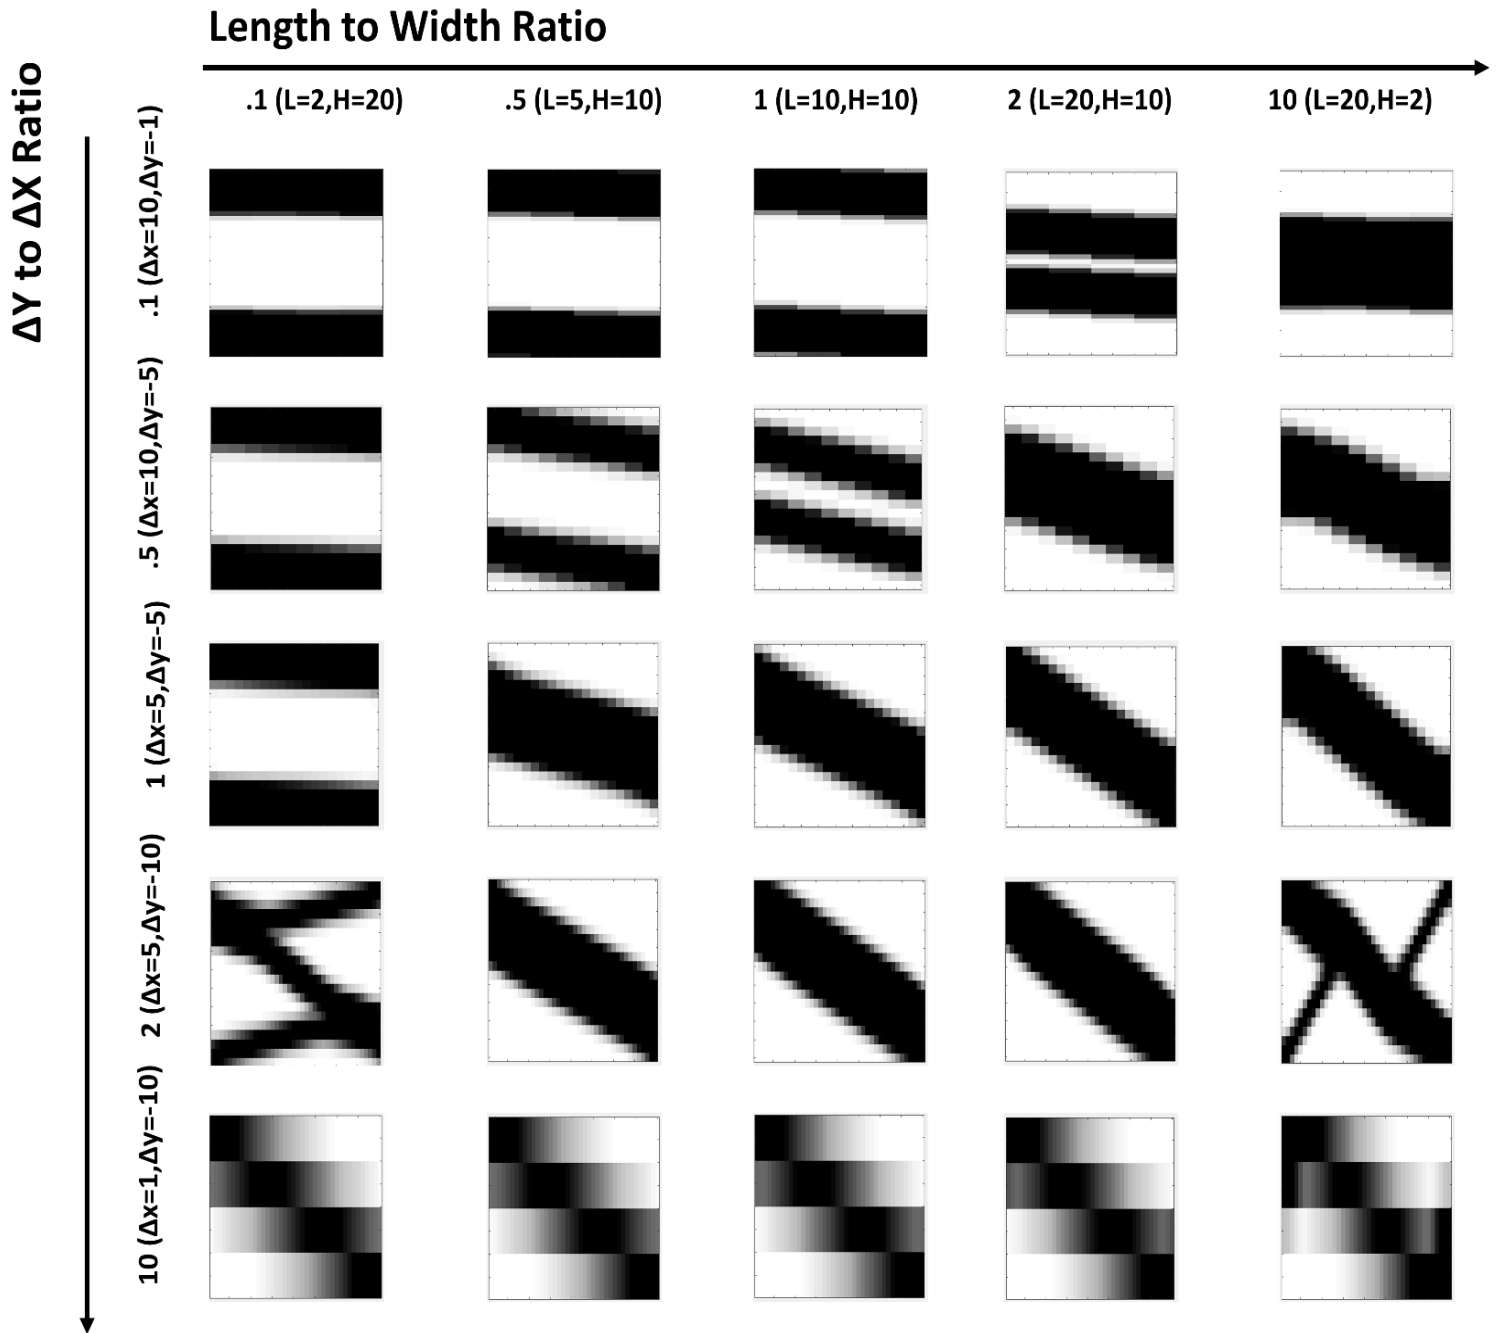 Length to Width Ratio
.1 (L=2,H=20)
.5 (L=5,H=10)
1 (L=10,H=10)
2 (L=20,H=10)
10 (L=20,H=2)
ΔY to ΔX Ratio
.1 (Δx=10,Δy=-1)
.5 (Δx=10,Δy=-5)
1 (Δx=5,Δy=-5)
2 (Δx=5,Δy=-10)
10 (Δx=1,Δy=-10)